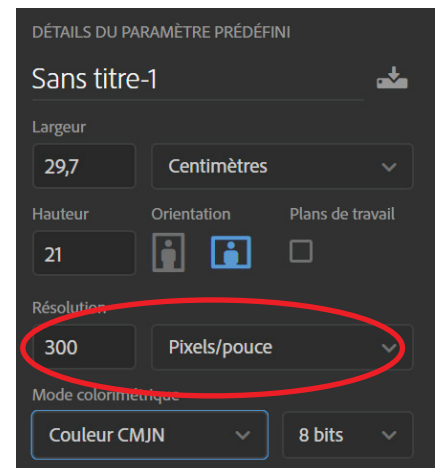 DÉTAILS DU PARAMÈTRE PRÉDÉFINI
Sans titre-1
Largeur
29,7 Centimètres
Hauteur Orientation Plans de travail
21
Résolution
300 Pixels/pouce
Mode colorimétrique
Couleur CMJN 8 bits